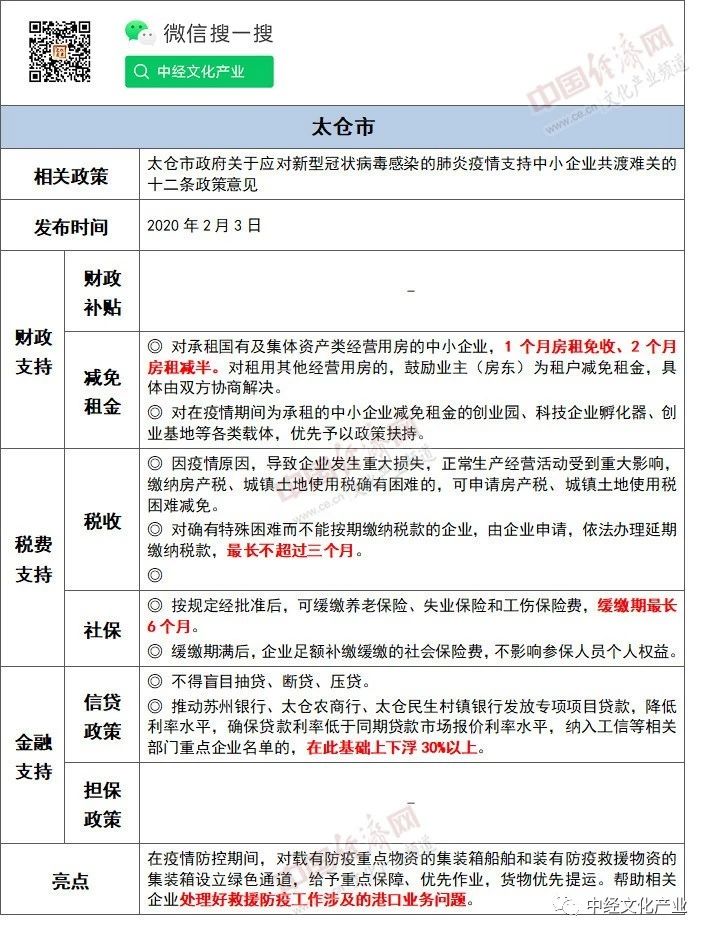 微信搜一搜
中经文化产业
中国经济网
www.ce.cn 文化产业频道
太仓市
相关政策
太仓市政府关于应对新型冠状病毒感染的肺炎疫情支持中小企业共渡难关的
十二条政策意见
发布时间
2020 年 2 月 3 日
财政
支持
财政
补贴
–
减免
租金
◎ 对承租国有及集体资产类经营用房的中小企业，1 个月房租免收、2 个月
房租减半。对租用其他经营用房的，鼓励业主（房东）为租户减免租金，具
体由双方协商解决。
◎ 对在疫情期间为承租的中小企业减免租金的创业园、科技企业孵化器、创
业基地等各类载体，优先予以政策扶持。
中国经济网
www.ce.cn 文化产业频道
税费
支持
税收
◎ 因疫情原因，导致企业发生重大损失，正常生产经营活动受到重大影响，
缴纳房产税、城镇土地使用税确有困难的，可申请房产税、城镇土地使用税
困难减免。
◎ 对确有特殊困难而不能按期缴纳税款的企业，由企业申请，依法办理延期
缴纳税款，最长不超过三个月。
◎
社保
◎ 按规定经批准后，可缓缴养老保险、失业保险和工伤保险费，缓缴期最长
6 个月。
◎ 缓缴期满后，企业足额补缴缓缴的社会保险费，不影响参保人员个人权益。
金融
支持
信贷
政策
◎ 不得盲目抽贷、断贷、压贷。
◎ 推动苏州银行、太仓农商行、太仓民生村镇银行发放专项项目贷款，降低
利率水平，确保贷款利率低于同期贷款市场报价利率水平，纳入工信等相关
部门重点企业名单的，在此基础上下浮 30%以上。
担保
政策
–
中国经济网
www.ce.cn 文化产业频道
亮点
在疫情防控期间，对载有防疫重点物资的集装箱船舶和装有防疫救援物资的
集装箱设立绿色通道，给予重点保障、优先作业，货物优先提运。帮助相关
企业处理好救援防疫工作涉及的港口业务问题。
中经文化产业